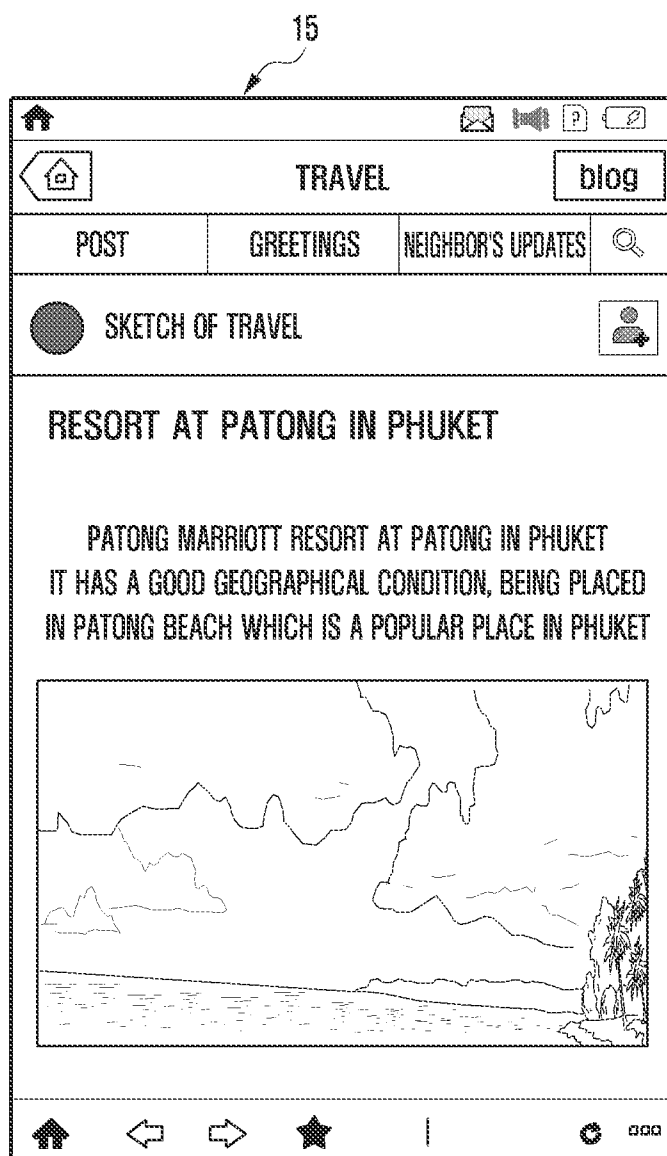 15
TRAVEL
blog
POST GREETINGS NEIGHBOR'S UPDATES
SKETCH OF TRAVEL
RESORT AT PATONG IN PHUKET
PATONG MARRIOTT RESORT AT PATONG IN PHUKET
IT HAS A GOOD GEOGRAPHICAL CONDITION, BEING PLACED
IN PATONG BEACH WHICH IS A POPULAR PLACE IN PHUKET